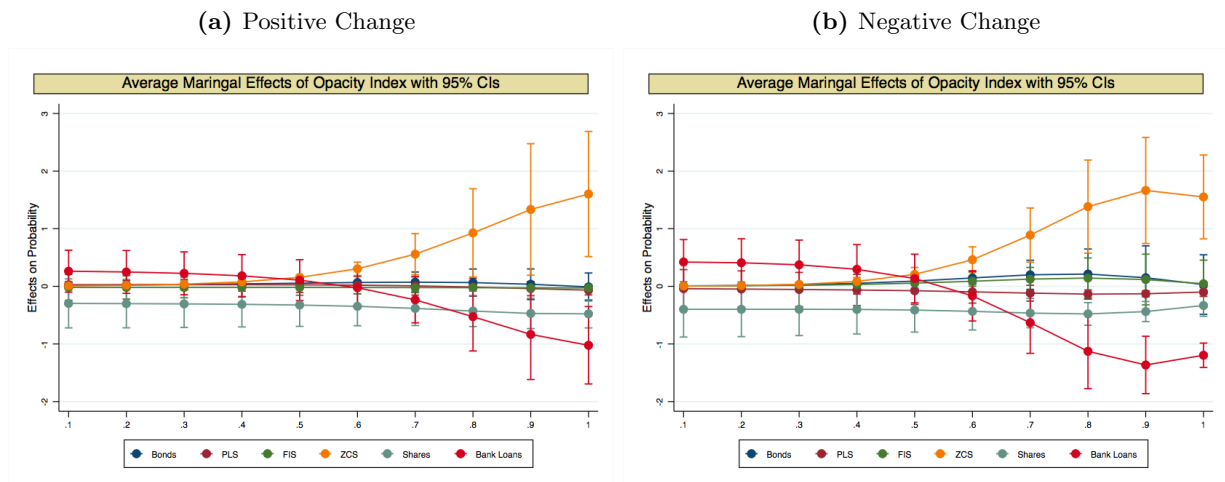 (a) Positive Change
Average Maringal Effects of Opacity Index with 95% CIs
Effects on Probability
3
2
1
0
-1
-2
.1 .2 .3 .4 .5 .6 .7 .8 .9 1
Bonds PLS FIS ZCS Shares Bank Loans
(b) Negative Change
Average Maringal Effects of Opacity Index with 95% CIs
Effects on Probability
3
2
1
0
-1
-2
.1 .2 .3 .4 .5 .6 .7 .8 .9 1
Bonds PLS FIS ZCS Shares Bank Loans